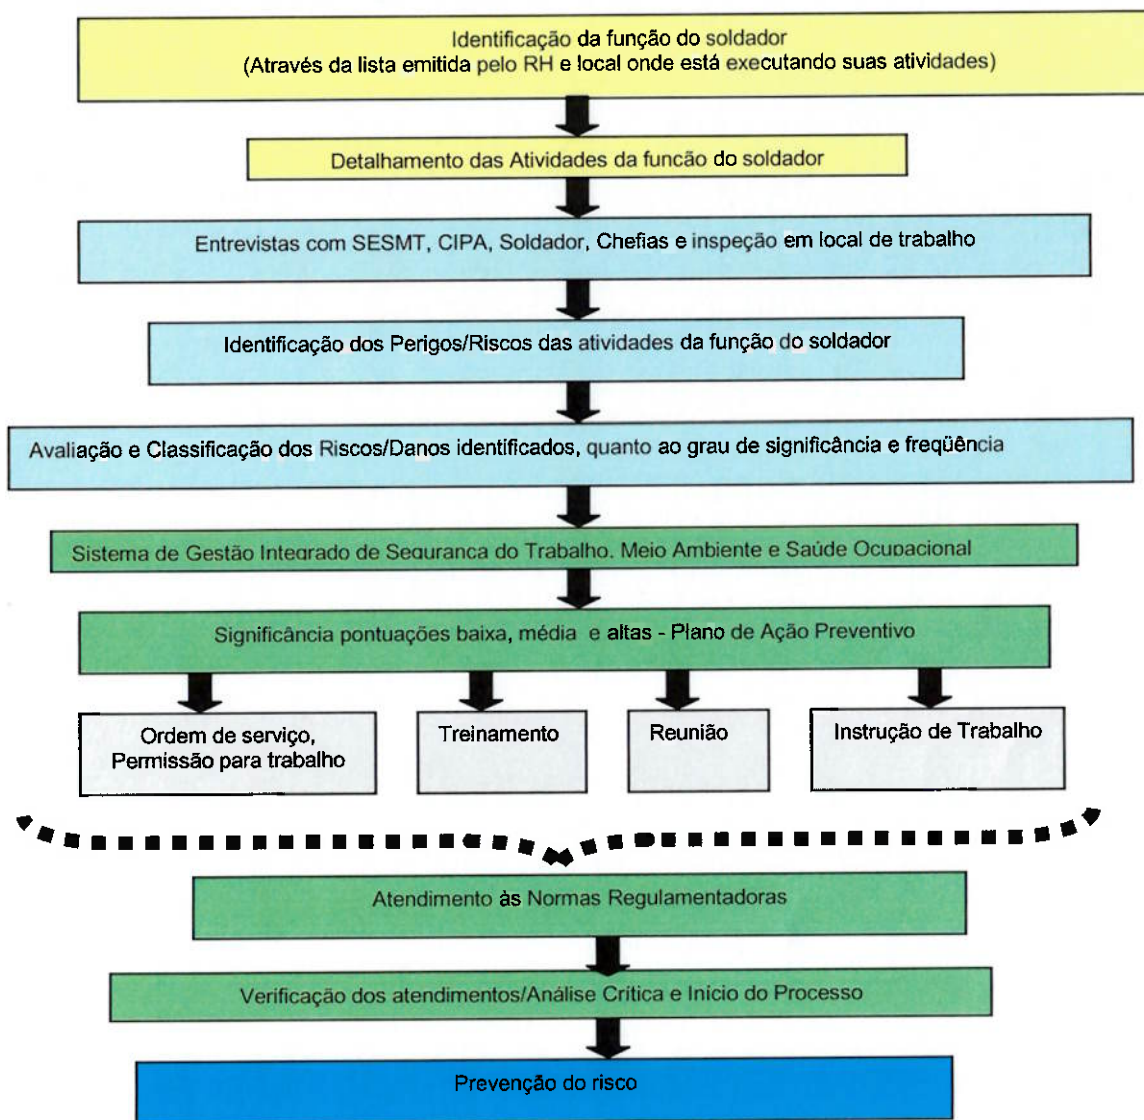 Identificação da função do soldador
(Através da lista emitida pelo RH e local onde está executando suas atividades)
Detalhamento das Atividades da funcão do soldador
Entrevistas com SESMT, CIPA, Soldador, Chefias e inspeção em local de trabalho
Identificação dos Perigos/Riscos das atividades da função do soldador
Avaliação e Classificação dos Riscos/Danos identificados, quanto ao grau de significância e freqüência
Sistema de Gestão Integrado de Seguranca do Trabalho. Meio Ambiente e Saúde Ocupacional
Significância pontuações baixa, média e altas - Plano de Ação Preventivo
Ordem de serviço,
Permissão para trabalho
Treinamento
Reunião
Instrução de Trabalho
Atendimento às Normas Regulamentadoras
Verificação dos atendimentos/Análise Crítica e Início do Processo
Prevenção do risco